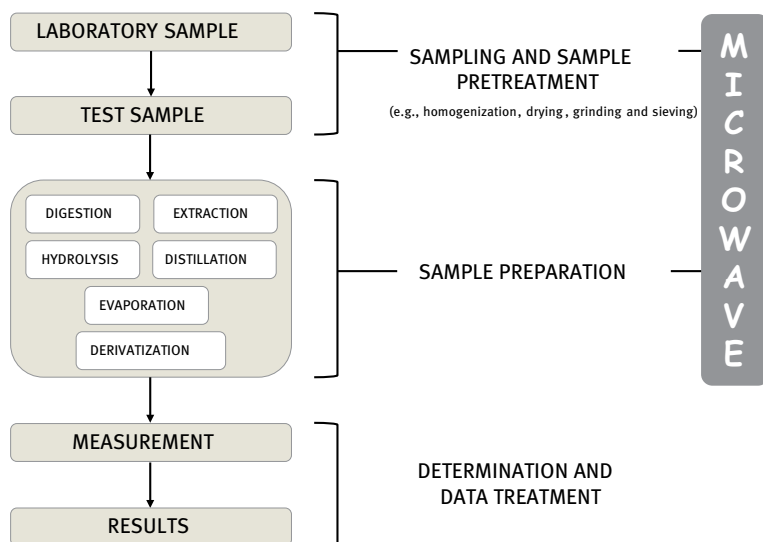 LABORATORY SAMPLE
TEST SAMPLE
SAMPLING AND SAMPLE
PRETREATMENT
(e.g., homogenization, drying, grinding and sieving)
DIGESTION
EXTRACTION
HYDROLYSIS
DISTILLATION
EVAPORATION
DERIVATIZATION
SAMPLE PREPARATION
MEASUREMENT
RESULTS
DETERMINATION AND
DATA TREATMENT
MICROWAVE